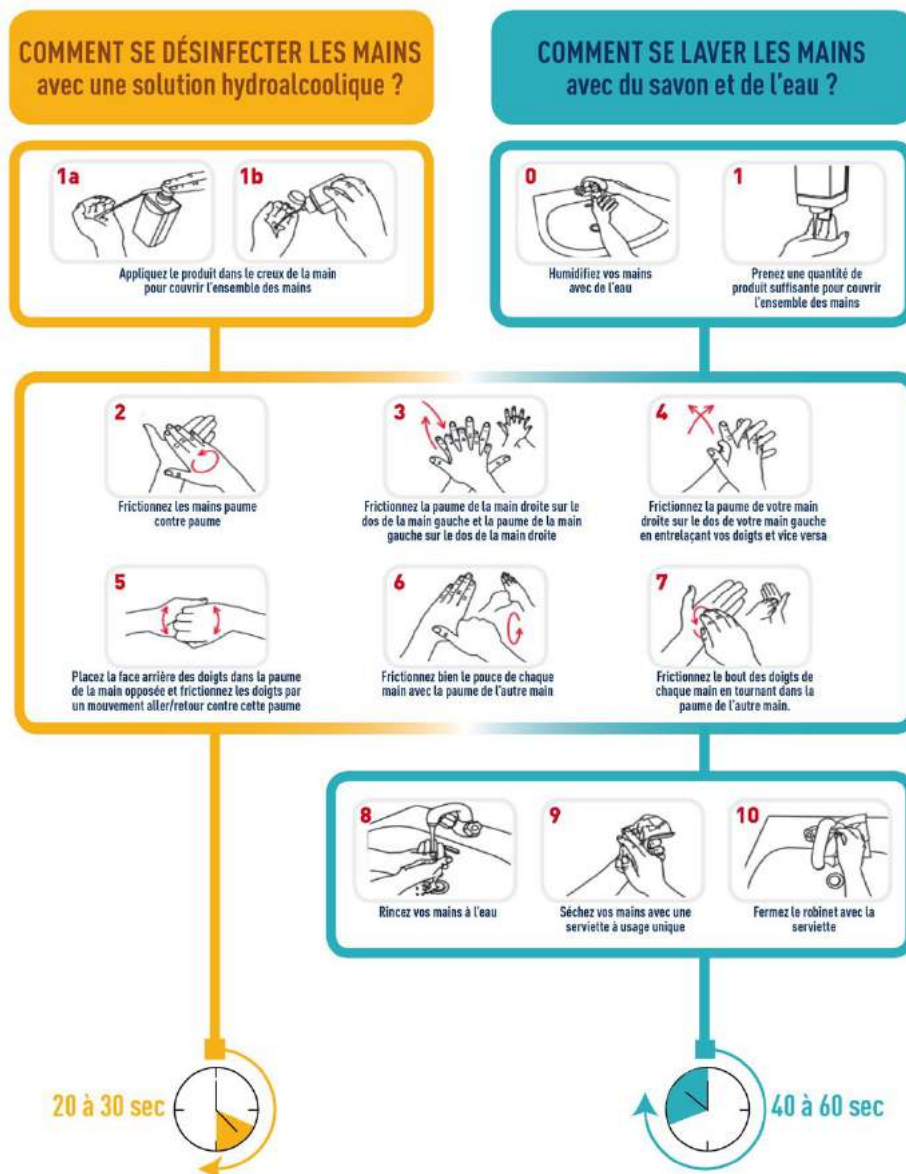 COMMENT SE DÉSINFECTER LES MAINS
avec une solution hydroalcoolique ?
COMMENT SE LAVER LES MAINS
avec du savon et de l'eau ?
1a
1b
Appliquez le produit dans le creux de la main
pour couvrir l'ensemble des mains
0
Humidifiez vos mains
avec de l'eau
1
Prenez une quantité de
produit suffisante pour couvrir
l'ensemble des mains
2
Frictionnez les mains paume
contre paume
3
Frictionnez la paume de la main droite sur le
dos de la main gauche et la paume de la main
gauche sur le dos de la main droite
4
Frictionnez la paume de votre main
droite sur le dos de votre main gauche
en entrelaçant vos doigts et vice versa
5
Placez la face arrière des doigts dans la paume
de la main opposée et frictionnez les doigts par
un mouvement aller/retour contre cette paume
6
Frictionnez bien le pouce de chaque
main avec la paume de l'autre main
7
Frictionnez le bout des doigts de
chaque main en tournant dans la
paume de l'autre main.
8
Rincez vos mains à l'eau
9
Séchez vos mains avec une
serviette à usage unique
10
Fermez le robinet avec la
serviette
20 à 30 sec
40 à 60 sec